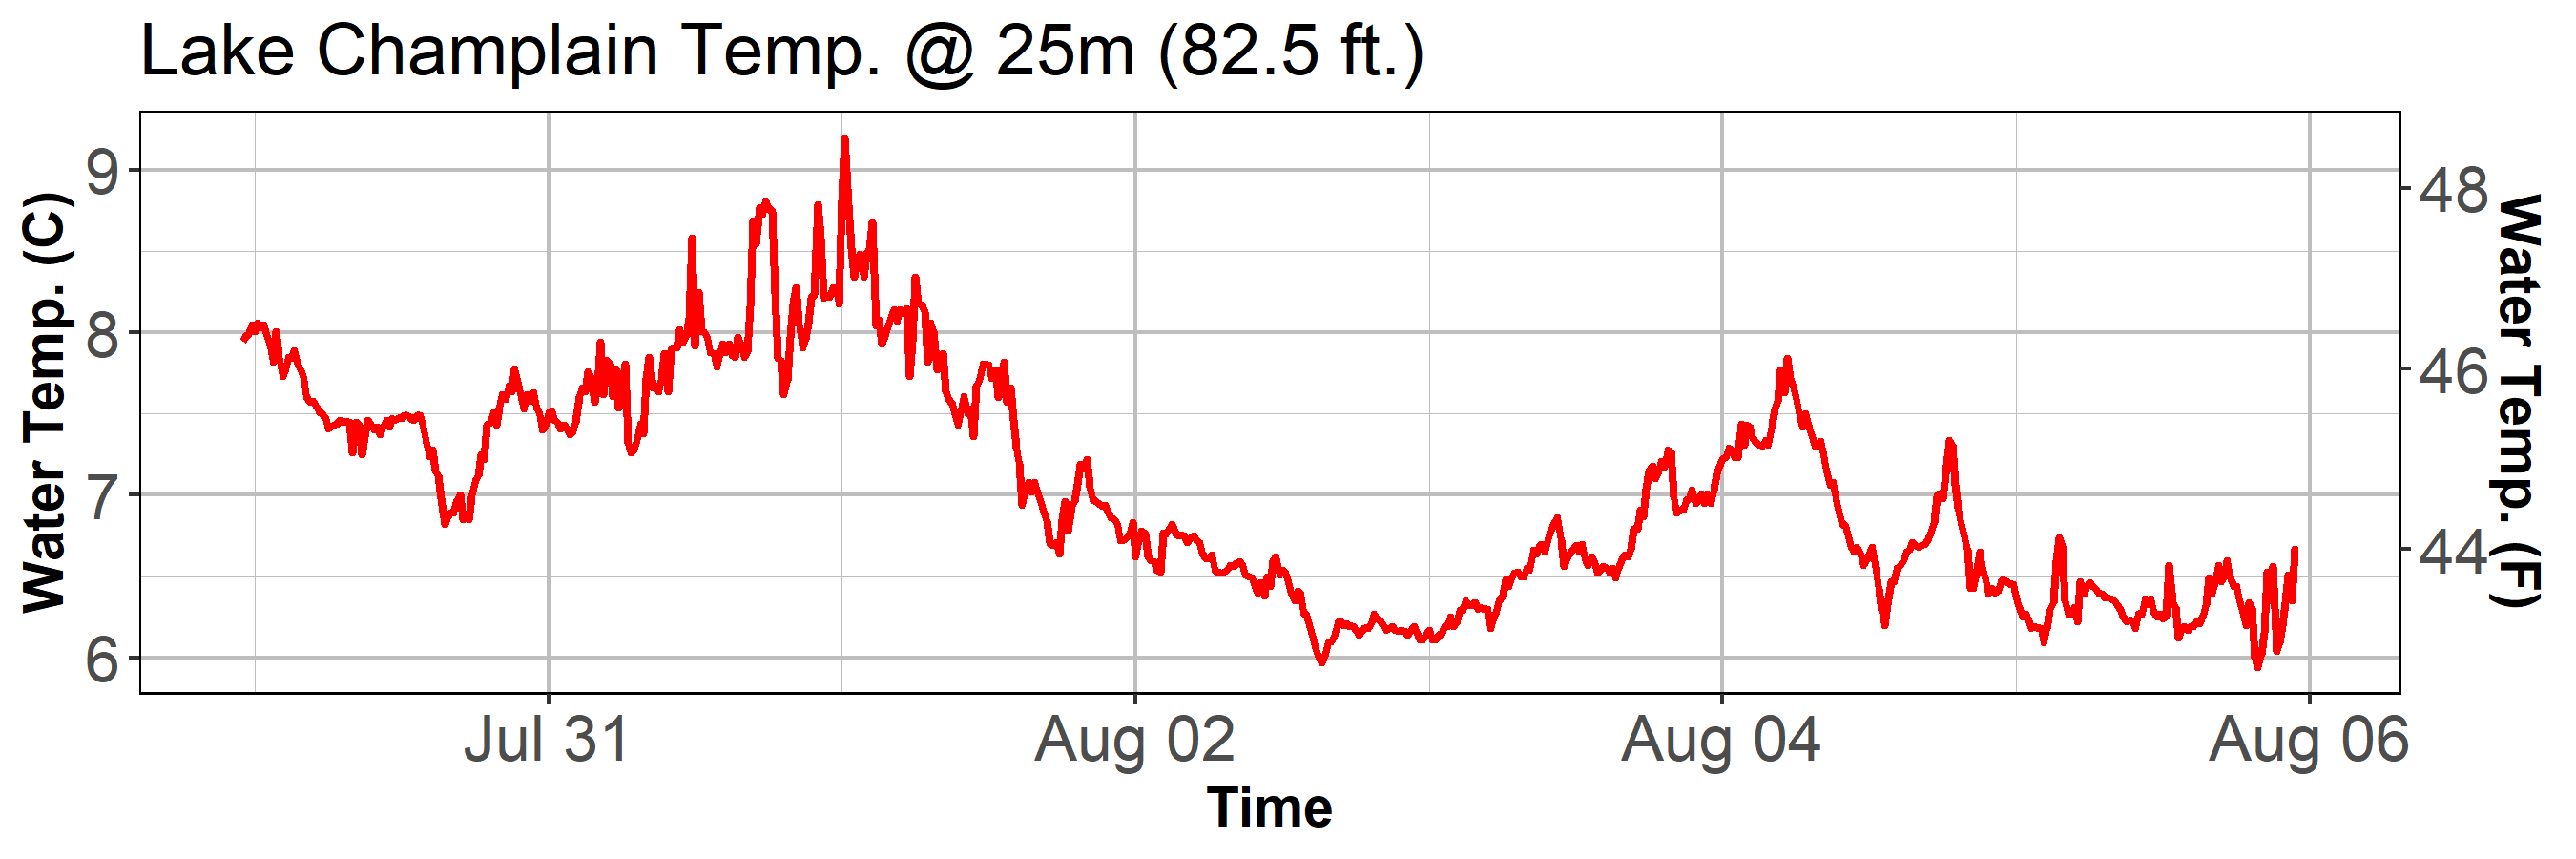 Lake Champlain Temp. @ 25m (82.5 ft.)
Water Temp. (C)
9
8
7
6
48
46
44
Water Temp. (F)
Jul 31
Aug 02
Aug 04
Aug 06
Time